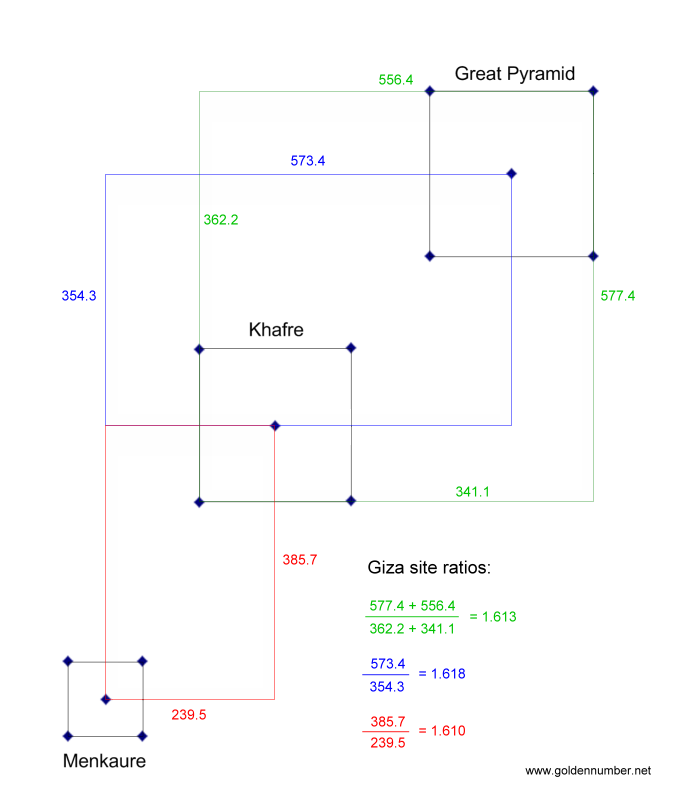 Great Pyramid
556.4
573.4
362.2
354.3
577.4
Khafre
341.1
385.7
Giza site ratios:
577.4 + 556.4
362.2 + 341.1
= 1.613
573.4
354.3
= 1.618
239.5
385.7
239.5
= 1.610
Menkaure
www.goldennumber.net